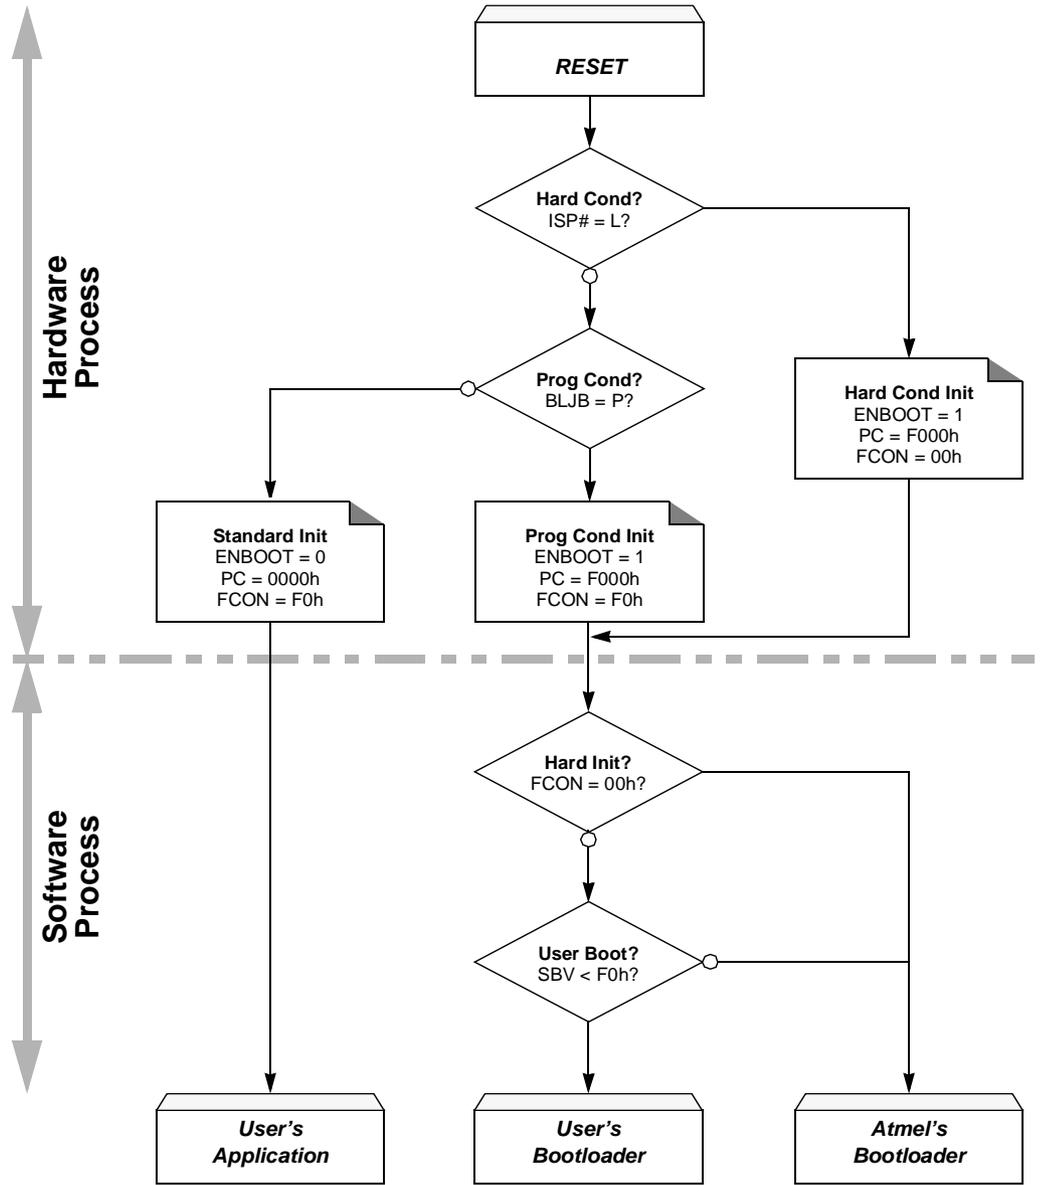 RESET
Hard Cond?
ISP# = L?
Hardware
Process
Prog Cond?
BLJB = P?
Hard Cond Init
ENBOOT = 1
PC = F000h
FCON = 00h
Standard Init
ENBOOT = 0
PC = 0000h
FCON = F0h
Prog Cond Init
ENBOOT = 1
PC = F000h
FCON = F0h
Hard Init?
FCON = 00h?
Software
Process
User Boot?
SBV < F0h?
User's
Application
User's
Bootloader
Atmel's
Bootloader